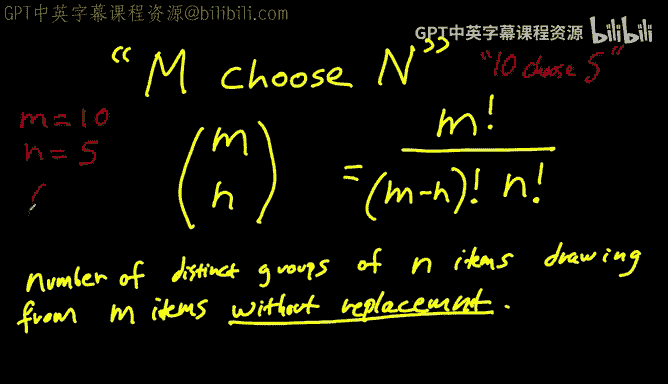 GPT中英字幕课程资源@bilibili.com
GPT中英字幕课程资源 bilibili
“M choose N”
“10 choose 5”
m = 10
n = 5
(m n) = m! / (m-n)! n!
number of distinct groups of n items drawing
from m items without replacement.